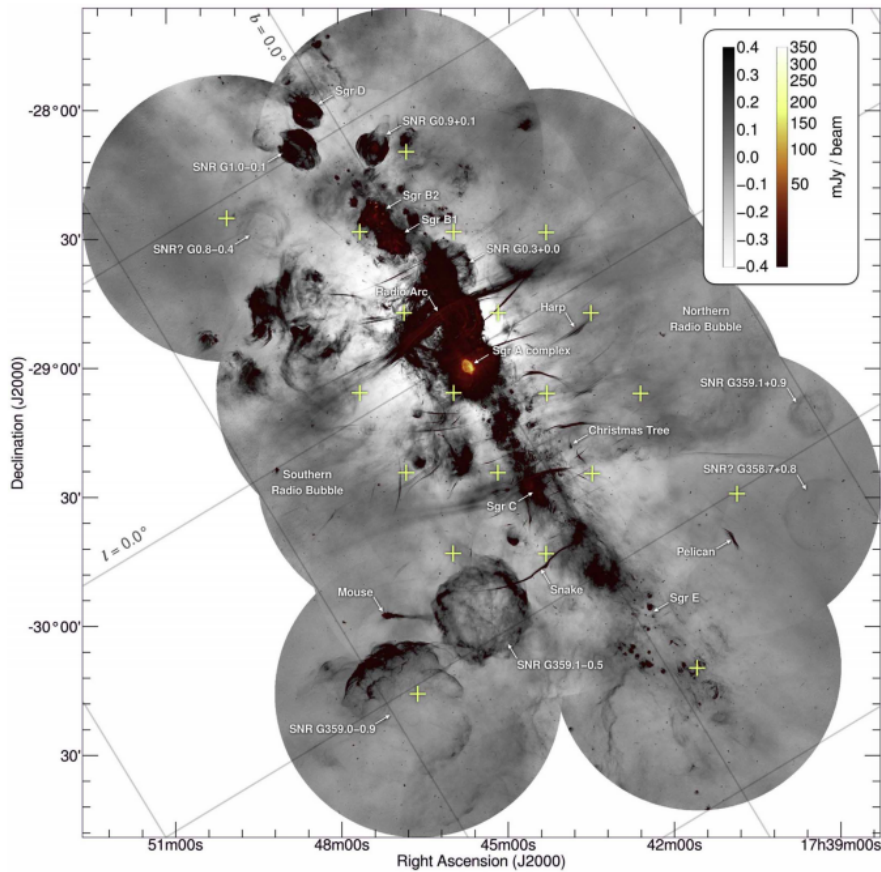 b = 0.0°
0.4
0.3
0.2
0.1
0.0
−0.1
−0.2
−0.3
−0.4
350
300
250
200
150
100
50
mJy / beam
-28°00'
30'
-29°00'
30'
-30°00'
30'
Declination (J2000)
Sgr D
SNR G0.9+0.1
SNR G1.0−0.1
Sgr B2
Sgr B1
SNR? G0.8−0.4
SNR G0.3+0.0
Radio Arc
Harp
Northern
Radio Bubble
Sgr A complex
SNR G359.1+0.9
Christmas Tree
SNR? G358.7+0.8
Southern
Radio Bubble
Sgr C
l = 0.0°
Pelican
Mouse
Snake
Sgr E
SNR G359.1−0.5
SNR G359.0−0.9
51m00s
48m00s
45m00s
42m00s
17h39m00s
Right Ascension (J2000)